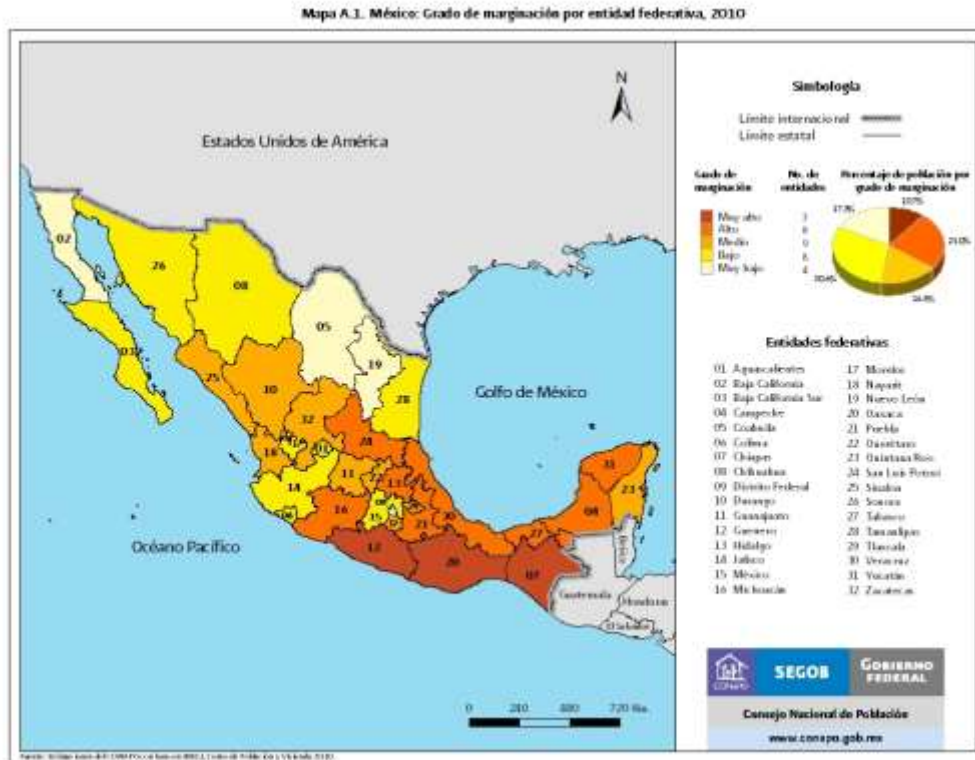 Mapa A.1. México: Grado de marginación por entidad federativa, 2010
N
Estados Unidos de América
Golfo de México
Océano Pacífico
Guatemala
Honduras
El Salvador
02
26
08
05
19
28
03
25
10
32
24
18
14
11
16
15
12
20
07
13
21
30
27
04
31
23
0
720 Km.
Simbología
Límite internacional
Límite estatal
Grado de marginación
No. de entidades
Porcentaje de población por grado de marginación
Muy alto 3
Alto
Medio
Bajo
Muy bajo 4
Entidades federativas
01 Aguascalientes
02 Baja California
03 Baja California Sur
04 Campeche
05 Coahuila
06 Colima
07 Chiapas
08 Chihuahua
09 Distrito Federal
10 Durango
11 Guanajuato
12 Guerrero
13 Hidalgo
14 Jalisco
15 México
16 Michoacán
17 Morelos
18 Nayarit
19 Nuevo León
20 Oaxaca
21 Puebla
22 Querétaro
23 Quintana Roo
24 San Luis Potosí
25 Sinaloa
26 Sonora
27 Tabasco
28 Tamaulipas
29 Tlaxcala
30 Veracruz
31 Yucatán
32 Zacatecas
CONAPO
SEGOB
GOBIERNO
FEDERAL
Consejo Nacional de Población
www.conapo.gob.mx